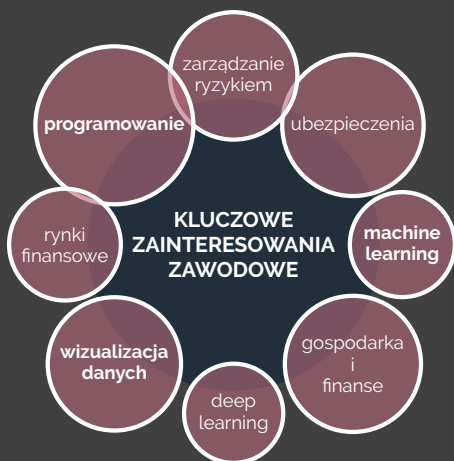 zarządzanie
ryzykiem
programowanie
ubezpieczenia
rynki
finansowe
KLUCZOWE
ZAINTERESOWANIA
ZAWODOWE
machine
learning
wizualizacja
danych
gospodarka
i
finanse
deep
learning